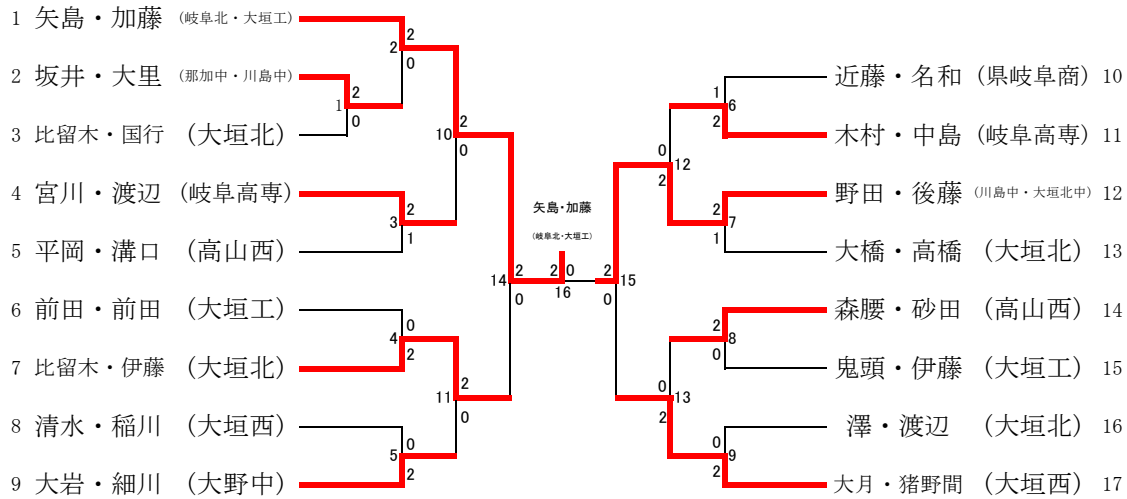 1 矢島・加藤 (岐阜北・大垣工)
2 坂井・大里 (那加中・川島中)
3 比留木・国行 (大垣北)
4 宮川・渡辺 (岐阜高専)
5 平岡・溝口 (高山西)
6 前田・前田 (大垣工)
7 比留木・伊藤 (大垣北)
8 清水・稲川 (大垣西)
9 大岩・細川 (大野中)
2
2
0
2
1
0
2
10
0
2
3
1
0
4
2
2
11
0
0
5
2
2
14
0
矢島・加藤
(岐阜北・大垣工)
2 0
16
2
15
0
0
12
2
1
6
2
2
7
1
0
13
2
2
8
0
0
9
2
近藤・名和 (県岐阜商) 10
木村・中島 (岐阜高専) 11
野田・後藤 (川島中・大垣北中) 12
大橋・高橋 (大垣北) 13
森腰・砂田 (高山西) 14
鬼頭・伊藤 (大垣工) 15
澤・渡辺 (大垣北) 16
大月・猪野間 (大垣西) 17